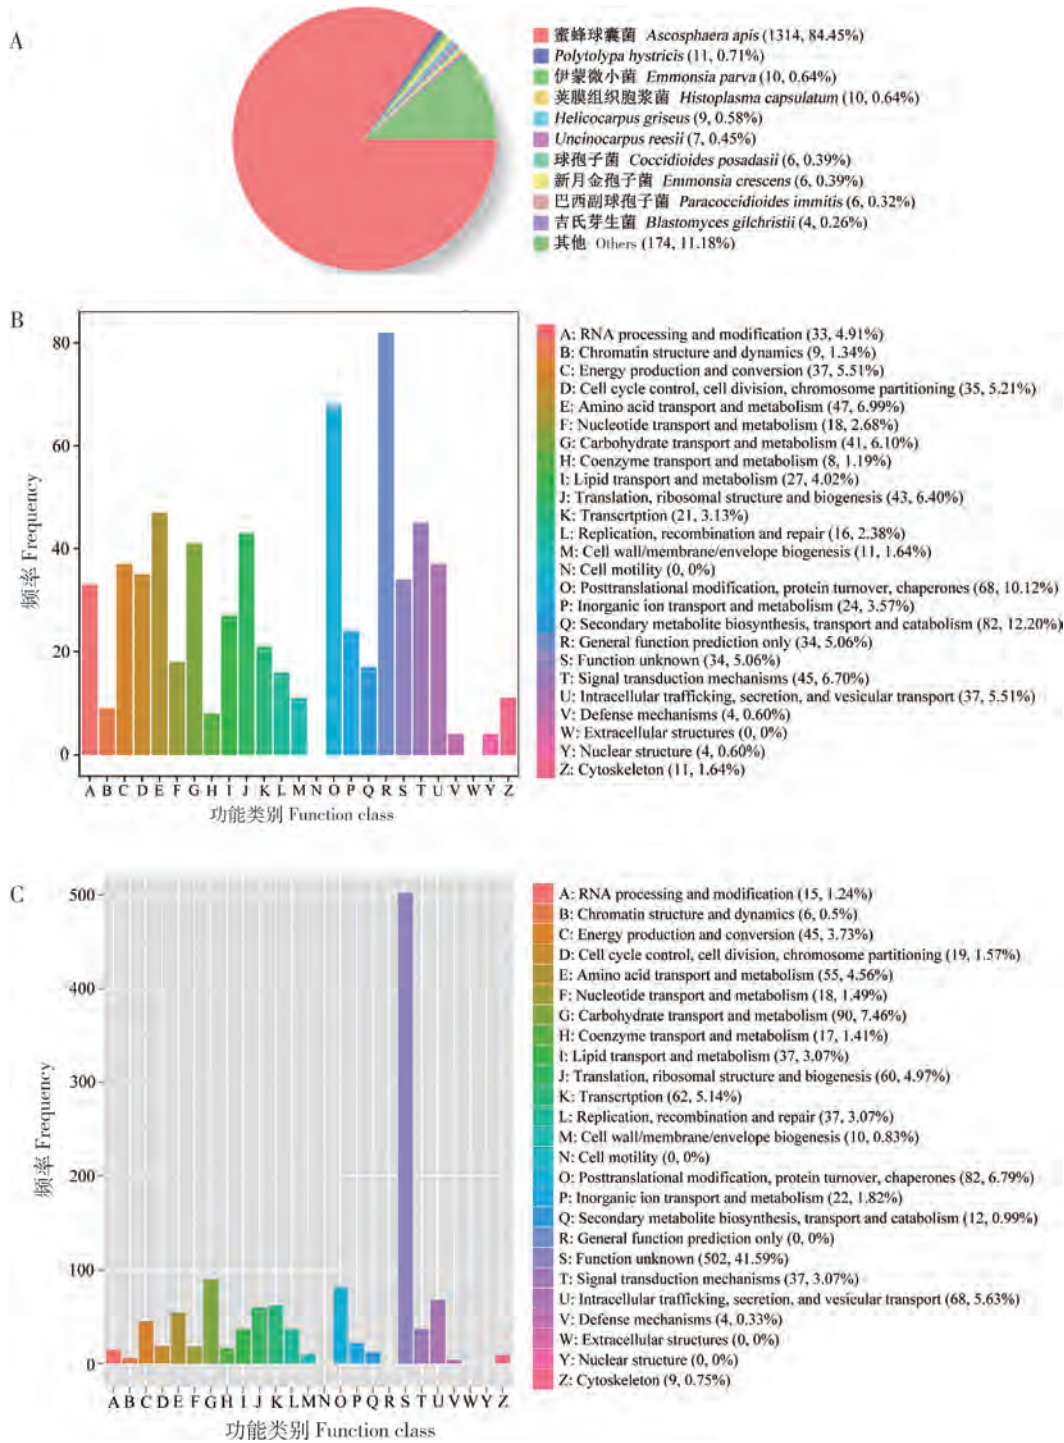 A
蜜蜂球囊菌 Ascosphaera apis (1314, 84.45%)
Polytolypa hystricis (11, 0.71%)
伊蒙微小菌 Emmonsia parva (10, 0.64%)
荚膜组织胞浆菌 Histoplasma capsulatum (10, 0.64%)
Helicocarpus griseus (9, 0.58%)
Uncinocarpus reesii (7, 0.45%)
球孢子菌 Coccidioides posadasii (6, 0.39%)
新月金孢子菌 Emmonsia crescens (6, 0.39%)
巴西副球孢子菌 Paracoccidioides immitis (6, 0.32%)
吉氏芽生菌 Blastomyces gilchristii (4, 0.26%)
其他 Others (174, 11.18%)
B
频率 Frequency
80
60
40
20
0
A B C D E F G H I J K L M N O P Q R S T U V W Y Z
功能类别 Function class
A: RNA processing and modification (33, 4.91%)
B: Chromatin structure and dynamics (9, 1.34%)
C: Energy production and conversion (37, 5.51%)
D: Cell cycle control, cell division, chromosome partitioning (35, 5.21%)
E: Amino acid transport and metabolism (47, 6.99%)
F: Nucleotide transport and metabolism (18, 2.68%)
G: Carbohydrate transport and metabolism (41, 6.10%)
H: Coenzyme transport and metabolism (8, 1.19%)
I: Lipid transport and metabolism (27, 4.02%)
J: Translation, ribosomal structure and biogenesis (43, 6.40%)
K: Transcrtption (21, 3.13%)
L: Replication, recombination and repair (16, 2.38%)
M: Cell wall/membrane/envelope biogenesis (11, 1.64%)
N: Cell motility (0, 0%)
O: Posttranslational modification, protein turnover, chaperones (68, 10.12%)
P: Inorganic ion transport and metabolism (24, 3.57%)
Q: Secondary metabolite biosynthesis, transport and catabolism (82, 12.20%)
R: General function prediction only (34, 5.06%)
S: Function unknown (34, 5.06%)
T: Signal transduction mechanisms (45, 6.70%)
U: Intracellular trafficking, secretion, and vesicular transport (37, 5.51%)
V: Defense mechanisms (4, 0.60%)
W: Extracellular structures (0, 0%)
Y: Nuclear structure (4, 0.60%)
Z: Cytoskeleton (11, 1.64%)
C
频率 Frequency
500
400
300
200
100
0
A B C D E F G H I J K L M N O P Q R S T U V W Y Z
功能类别 Function class
A: RNA processing and modification (15, 1.24%)
B: Chromatin structure and dynamics (6, 0.5%)
C: Energy production and conversion (45, 3.73%)
D: Cell cycle control, cell division, chromosome partitioning (19, 1.57%)
E: Amino acid transport and metabolism (55, 4.56%)
F: Nucleotide transport and metabolism (18, 1.49%)
G: Carbohydrate transport and metabolism (90, 7.46%)
H: Coenzyme transport and metabolism (17, 1.41%)
I: Lipid transport and metabolism (37, 3.07%)
J: Translation, ribosomal structure and biogenesis (60, 4.97%)
K: Transcrtption (62, 5.14%)
L: Replication, recombination and repair (37, 3.07%)
M: Cell wall/membrane/envelope biogenesis (10, 0.83%)
N: Cell motility (0, 0%)
O: Posttranslational modification, protein turnover, chaperones (82, 6.79%)
P: Inorganic ion transport and metabolism (22, 1.82%)
Q: Secondary metabolite biosynthesis, transport and catabolism (12, 0.99%)
R: General function prediction only (0, 0%)
S: Function unknown (502, 41.59%)
T: Signal transduction mechanisms (37, 3.07%)
U: Intracellular trafficking, secretion, and vesicular transport (68, 5.63%)
V: Defense mechanisms (4, 0.33%)
W: Extracellular structures (0, 0%)
Y: Nuclear structure (0, 0%)
Z: Cytoskeleton (9, 0.75%)